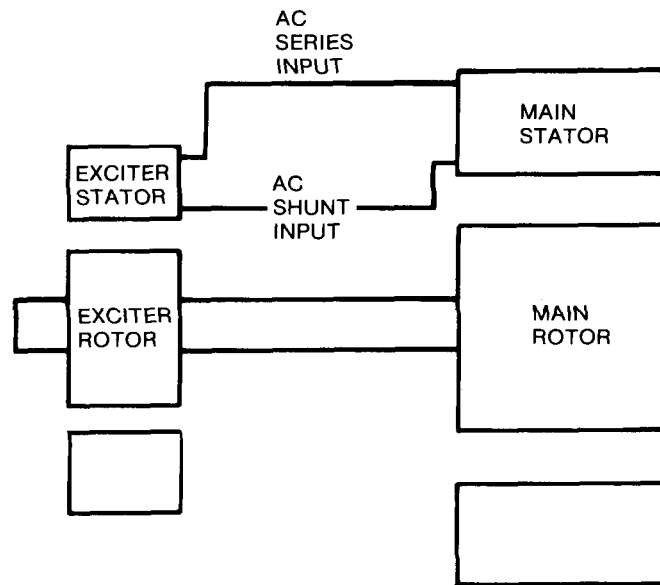 AC
SERIES
INPUT
MAIN
STATOR
EXCITER
STATOR
AC
SHUNT
INPUT
EXCITER
ROTOR
MAIN
ROTOR